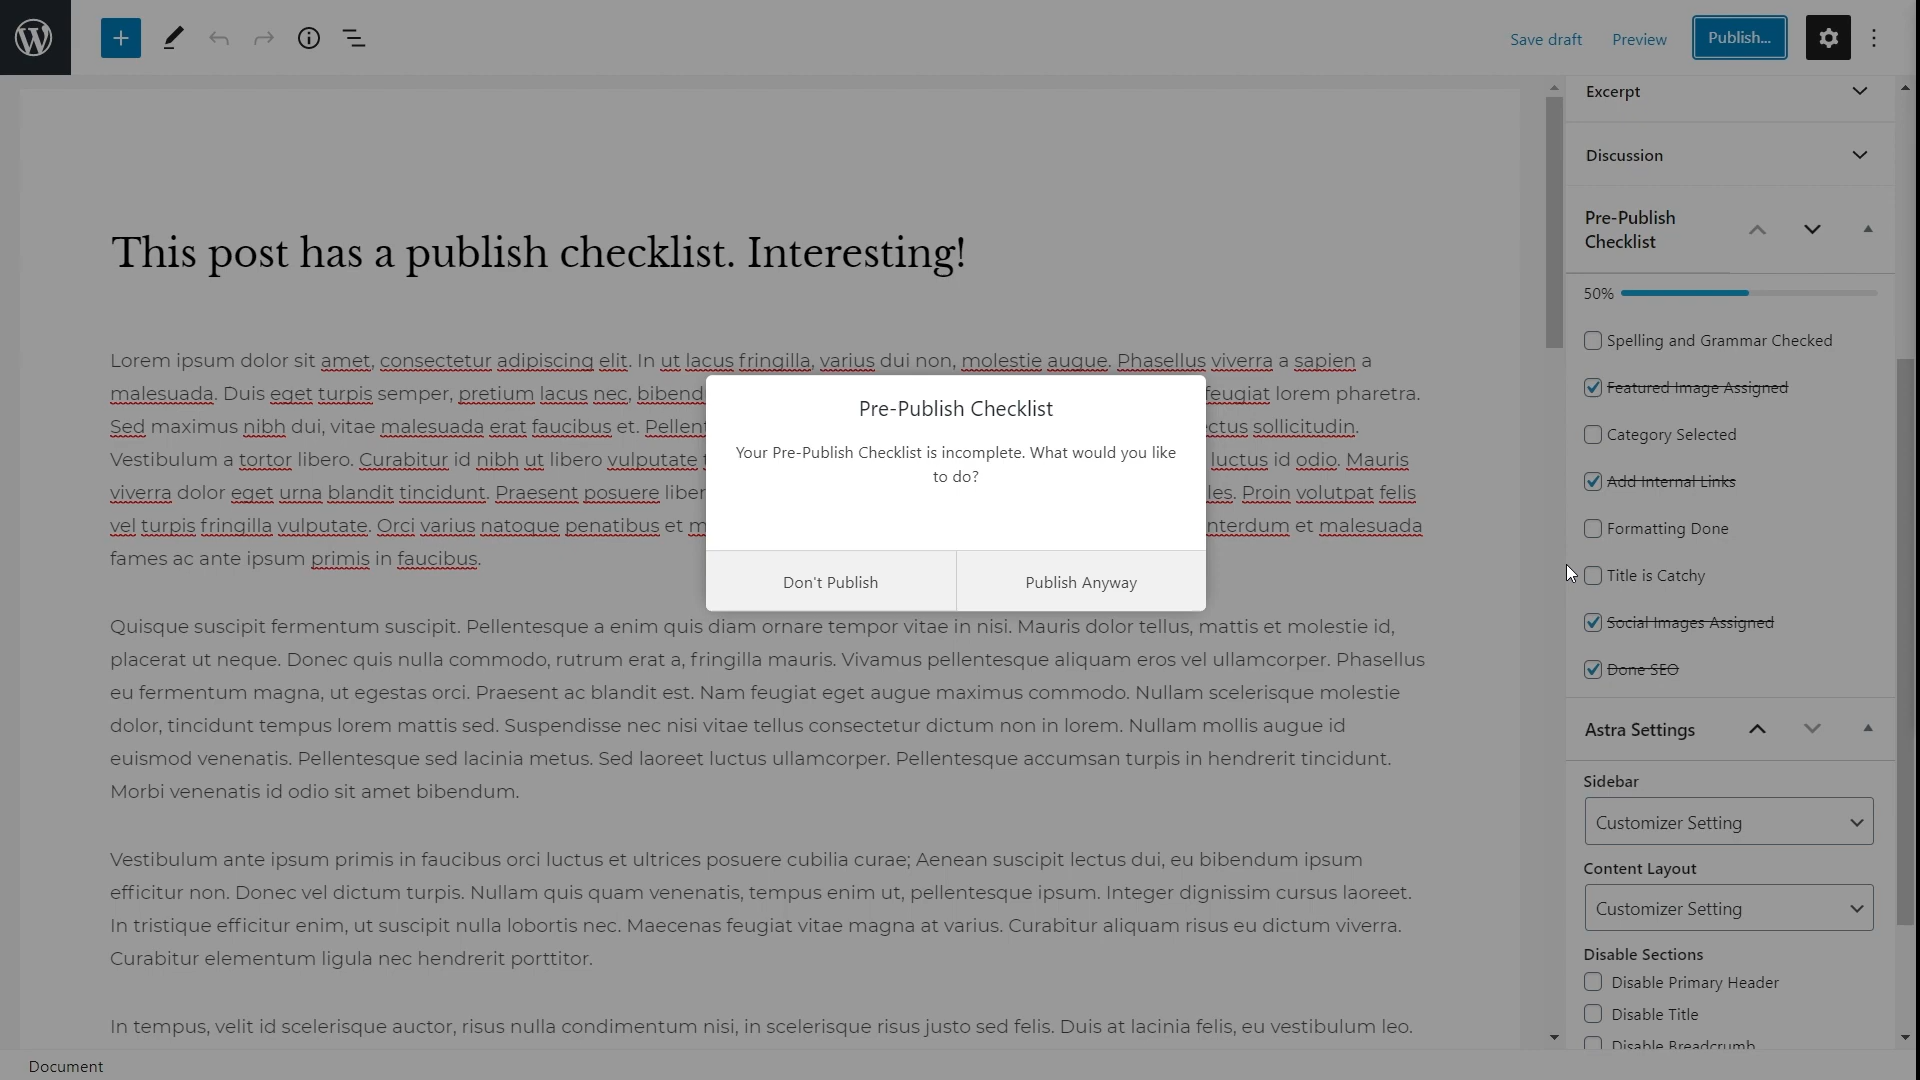 Save draft
Preview
Publish...
Excerpt
Discussion
Pre-Publish
Checklist
50%
Spelling and Grammar Checked
Featured Image Assigned
Category Selected
Add Internal Links
Formatting Done
Title is Catchy
Social Images Assigned
Done SEO
Astra Settings
Sidebar
Customizer Setting
Content Layout
Customizer Setting
Disable Sections
Disable Primary Header
Disable Title
Disable Breadcrumb
This post has a publish checklist. Interesting!
Lorem ipsum dolor sit amet, consectetur adipiscing elit. In ut lacus fringilla, varius dui non, molestie augue. Phasellus viverra a sapien a
malesuada. Duis eget turpis semper, pretium lacus nec, bibend feugiat lorem pharetra.
Sed maximus nibh dui, vitae malesuada erat faucibus et. Pellent ctus sollicitudin.
Vestibulum a tortor libero. Curabitur id nibh ut libero vulputate luctus id odio. Mauris
viverra dolor eget urna blandit tincidunt. Praesent posuere liber les. Proin volutpat felis
vel turpis fringilla vulputate. Orci varius natoque penatibus et m nterdum et malesuada
fames ac ante ipsum primis in faucibus.
Pre-Publish Checklist
Your Pre-Publish Checklist is incomplete. What would you like
to do?
Don't Publish
Publish Anyway
Quisque suscipit fermentum suscipit. Pellentesque a enim quis diam ornare tempor vitae in nisi. Mauris dolor tellus, mattis et molestie id,
placerat ut neque. Donec quis nulla commodo, rutrum erat a, fringilla mauris. Vivamus pellentesque aliquam eros vel ullamcorper. Phasellus
eu fermentum magna, ut egestas orci. Praesent ac blandit est. Nam feugiat eget augue maximus commodo. Nullam scelerisque molestie
dolor, tincidunt tempus lorem mattis sed. Suspendisse nec nisi vitae tellus consectetur dictum non in lorem. Nullam mollis augue id
euismod venenatis. Pellentesque sed lacinia metus. Sed laoreet luctus ullamcorper. Pellentesque accumsan turpis in hendrerit tincidunt.
Morbi venenatis id odio sit amet bibendum.
Vestibulum ante ipsum primis in faucibus orci luctus et ultrices posuere cubilia curae; Aenean suscipit lectus dui, eu bibendum ipsum
efficitur non. Donec vel dictum turpis. Nullam quis quam venenatis, tempus enim ut, pellentesque ipsum. Integer dignissim cursus laoreet.
In tristique efficitur enim, ut suscipit nulla lobortis nec. Maecenas feugiat vitae magna at varius. Curabitur aliquam risus eu dictum viverra.
Curabitur elementum ligula nec hendrerit porttitor.
In tempus, velit id scelerisque auctor, risus nulla condimentum nisi, in scelerisque risus justo sed felis. Duis at lacinia felis, eu vestibulum leo.
Document